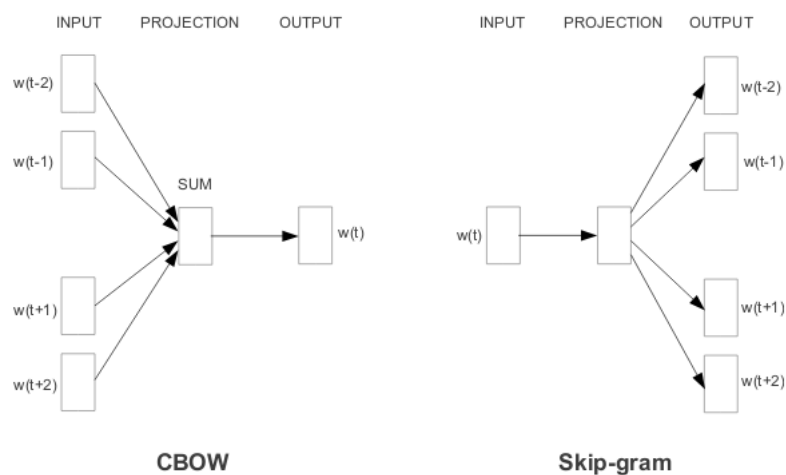 INPUT PROJECTION OUTPUT
w(t-2)
w(t-1)
SUM
w(t)
w(t+1)
w(t+2)
CBOW
INPUT PROJECTION OUTPUT
w(t-2)
w(t-1)
w(t)
w(t+1)
w(t+2)
Skip-gram